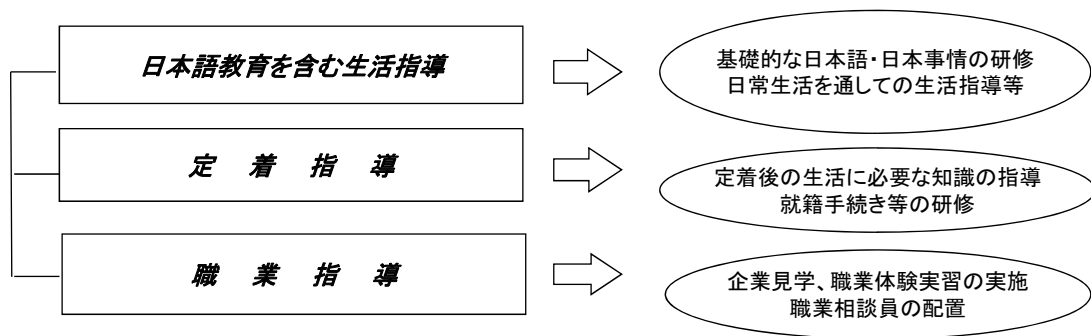 日本語教育を含む生活指導
基礎的な日本語・日本事情の研修
日常生活を通しての生活指導等
定 着 指 導
定着後の生活に必要な知識の指導
就籍手続き等の研修
職 業 指 導
企業見学、職業体験実習の実施
職業相談員の配置